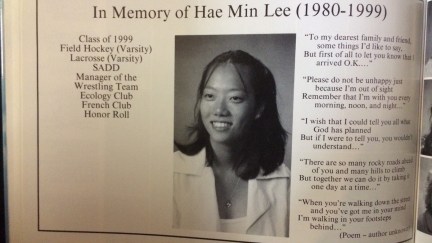 In Memory of Hae Min Lee (1980-1999)
Class of 1999
Field Hockey (Varsity)
Lacrosse (Varsity)
SADD
Manager of the
Wrestling Team
Ecology Club
French Club
Honor Roll
"To my dearest family and friend,
some things I'd like to say,
But first of all to let you know that I
arrived O.K...."
"Please do not be unhappy just
because I'm out of sight
Remember that I'm with you every
morning, noon, and night..."
"I wish that I could tell you all what
God has planned
But if I were to tell you, you wouldn't
understand..."
"There are so many rocky roads ahead
of you and many hills to climb
But together we can do it by taking
one day at a time..."
"When you're walking down the street
and you've got me in your mind
I'm walking in your footsteps
behind..."
(Poem - author unknown)